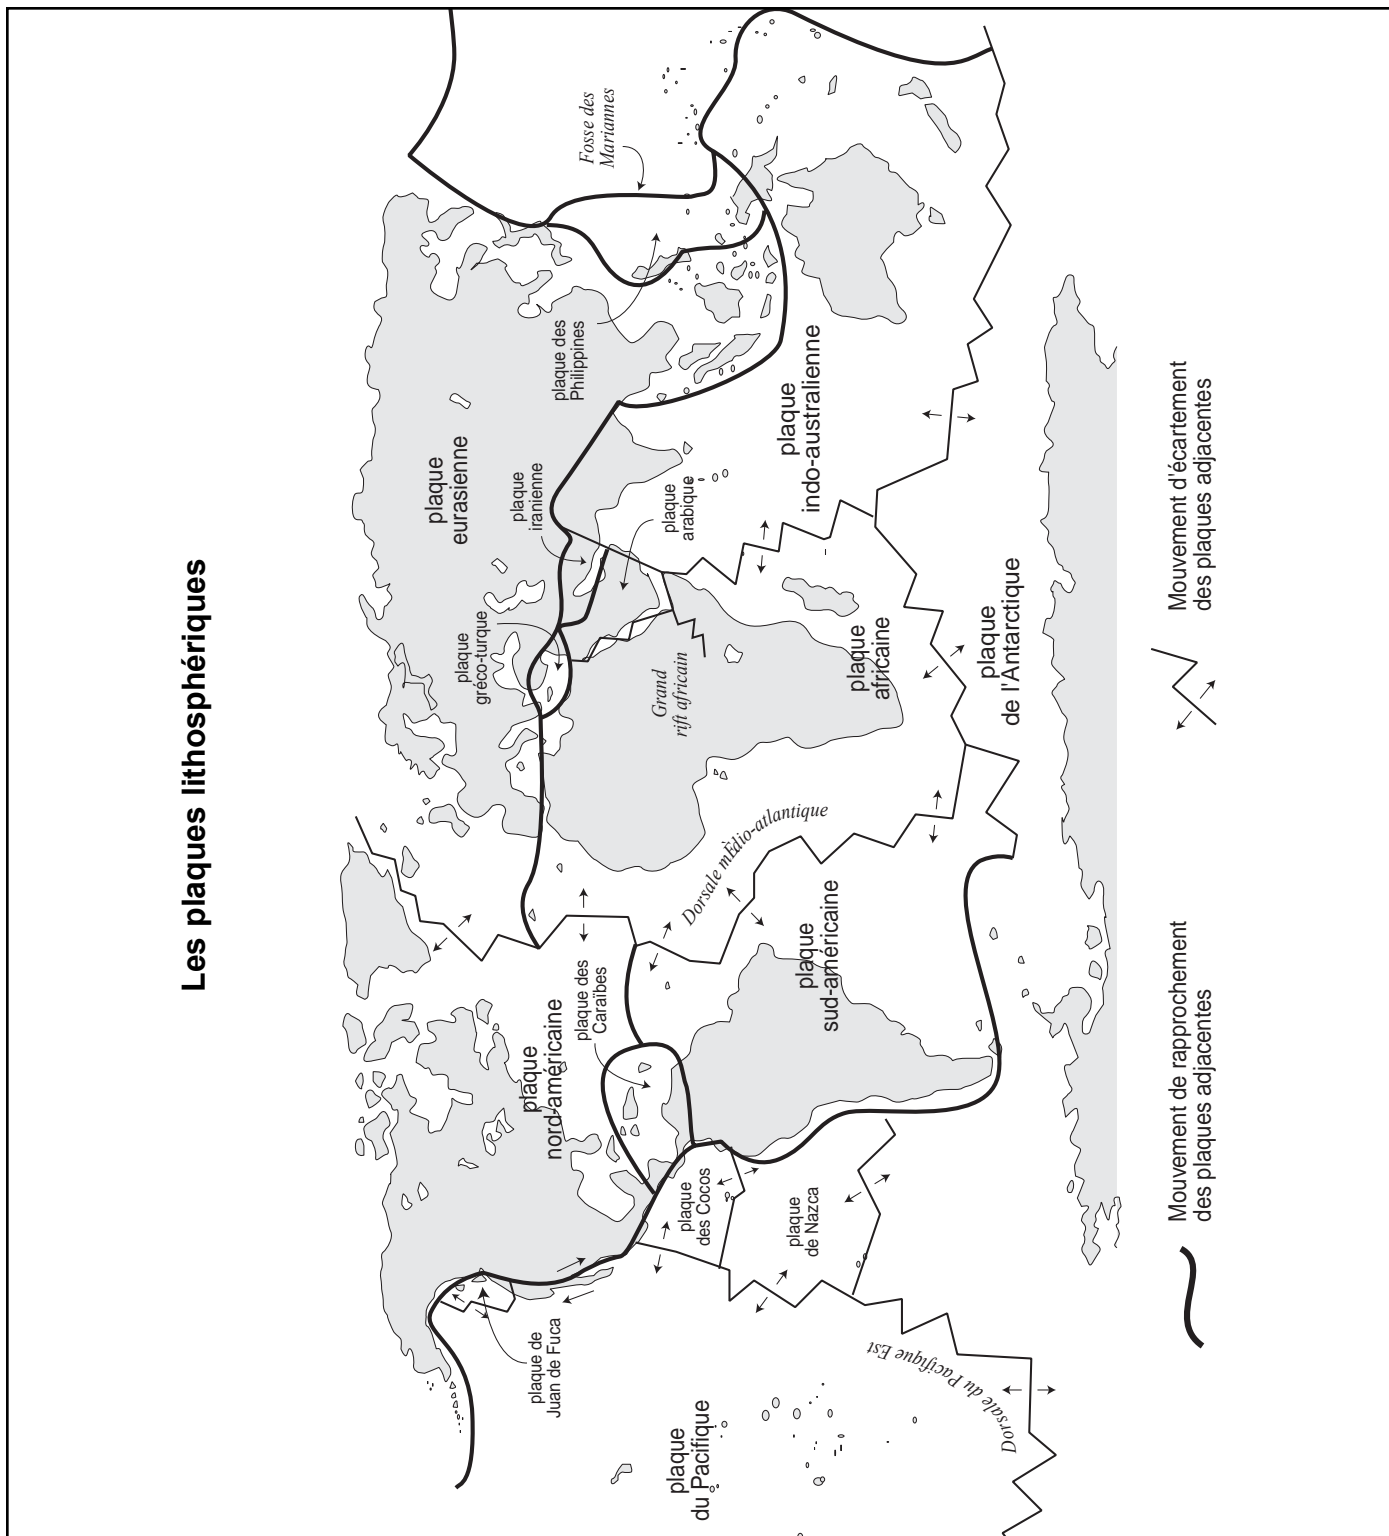 Les plaques lithosphériques
plaque
du Pacifique
plaque de
Juan de Fuca
plaque
nord-américaine
plaque des
Caraïbes
plaque
des Cocos
plaque
de Nazca
Dorsale du Pacifique Est
plaque
sud-américaine
Dorsale mÈdio-atlantique
plaque
eurasienne
plaque
gréco-turque
plaque
iranienne
plaque
arabique
Grand
rift africain
plaque
africaine
plaque
de l'Antarctique
plaque
indo-australienne
plaque des
Philippines
Fosse des
Mariannes
Mouvement de rapprochement
des plaques adjacentes
Mouvement d'écartement
des plaques adjacentes